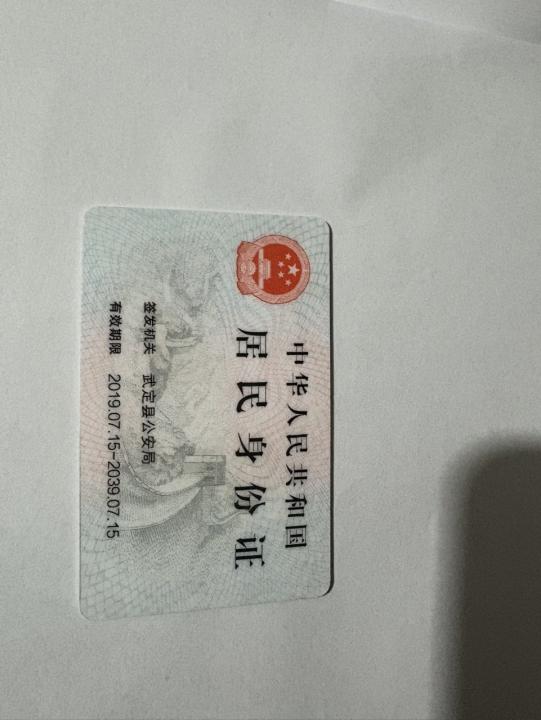 中华人民共和国
居民身份证
签发机关 武定县公安局
有效期限 2019.07.15-2039.07.15